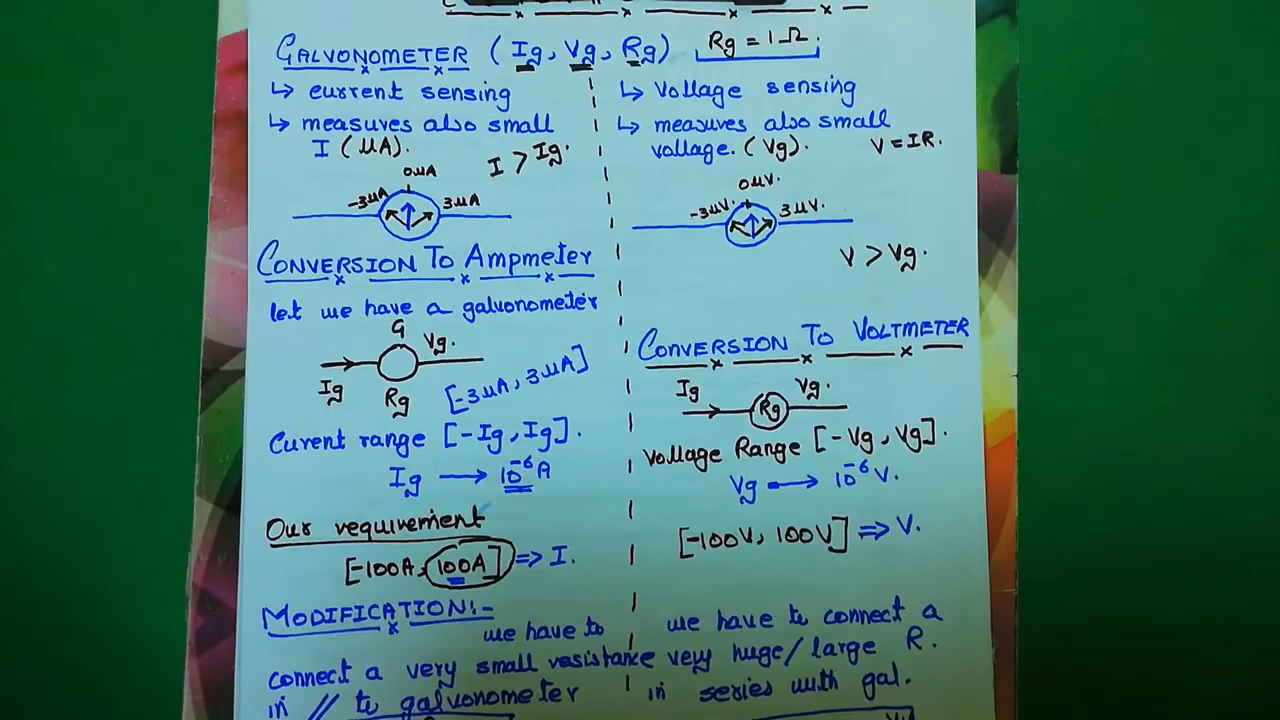 GALVONOMETER (Ig, Vg, Rg) Rg = 1Ω.
↳ current sensing
↳ measures also small
I (μA). I > Ig.
0μA
-3μA 3μA
CONVERSION TO Ampmeter
let we have a galvonometer
G
Vg.
Ig
Rg
[-3μA, 3μA]
Curent range [-Ig, Ig].
Ig → 10⁻⁶A
Our requirement
[-100A, 100A] ⇒ I.
MODIFICATION:-
we have to
connect a very small resistance
in // to galvonometer
↳ Voltage sensing
↳ measures also small
voltage. (Vg). V = IR.
0μV.
-3μV. 3μV.
V > Vg.
CONVERSION TO VOLTMETER
Ig Vg.
Rg
Voltage Range [-Vg, Vg].
Vg → 10⁻⁶ V.
[-100V, 100V] ⇒ V.
we have to connect a
very huge/large R.
in series with gal.